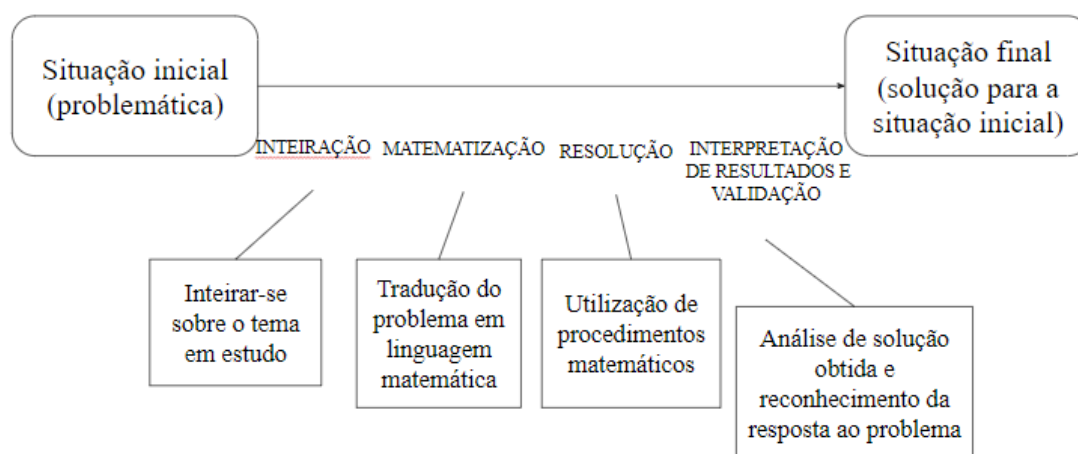 Situação inicial
(problemática)
Situação final
(solução para a
situação inicial)
INTEIRAÇÃO
MATEMATIZAÇÃO
RESOLUÇÃO
INTERPRETAÇÃO
DE RESULTADOS E
VALIDAÇÃO
Inteirar-se
sobre o tema
em estudo
Tradução do
problema em
linguagem
matemática
Utilização de
procedimentos
matemáticos
Análise de solução
obtida e
reconhecimento da
resposta ao problema